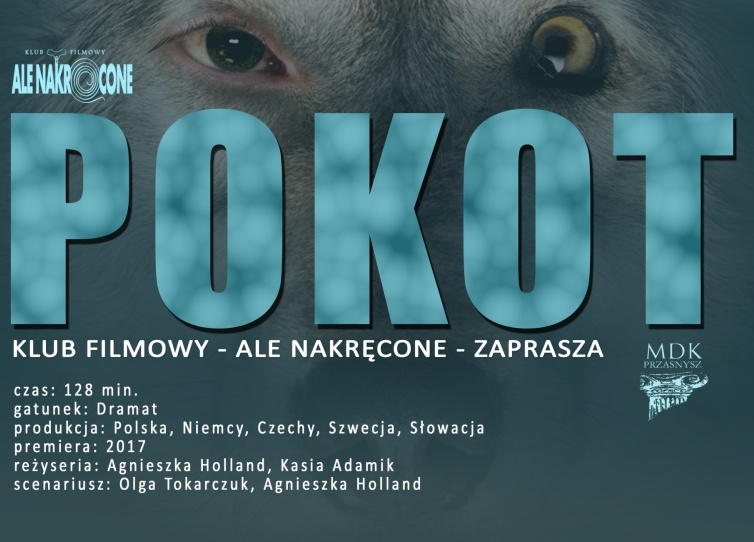 KLUB FILMOWY
ALE NAKRĘCONE
POKOT
KLUB FILMOWY - ALE NAKRĘCONE - ZAPRASZA
MDK
PRZASNYSZ
czas: 128 min.
gatunek: Dramat
produkcja: Polska, Niemcy, Czechy, Szwecja, Słowacja
premiera: 2017
reżyseria: Agnieszka Holland, Kasia Adamik
scenariusz: Olga Tokarczuk, Agnieszka Holland